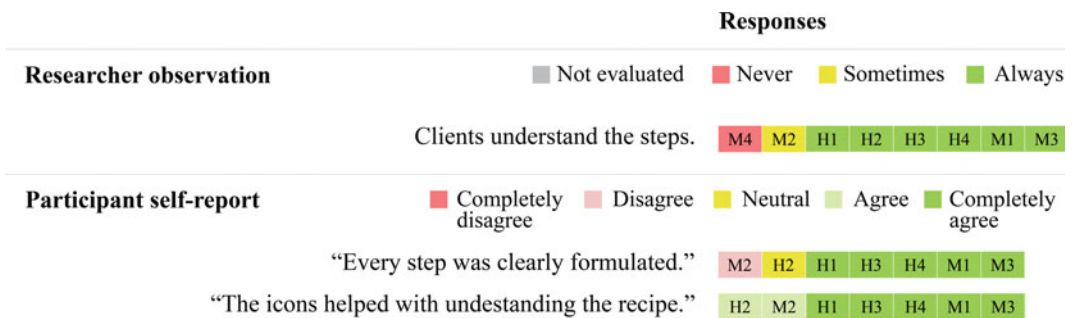 Responses
Researcher observation Not evaluated Never Sometimes Always
Clients understand the steps. M4 M2 H1 H2 H3 H4 M1 M3
Participant self-report Completely disagree Disagree Neutral Agree Completely agree
“Every step was clearly formulated.” M2 H2 H1 H3 H4 M1 M3
“The icons helped with undestanding the recipe.” H2 M2 H1 H3 H4 M1 M3